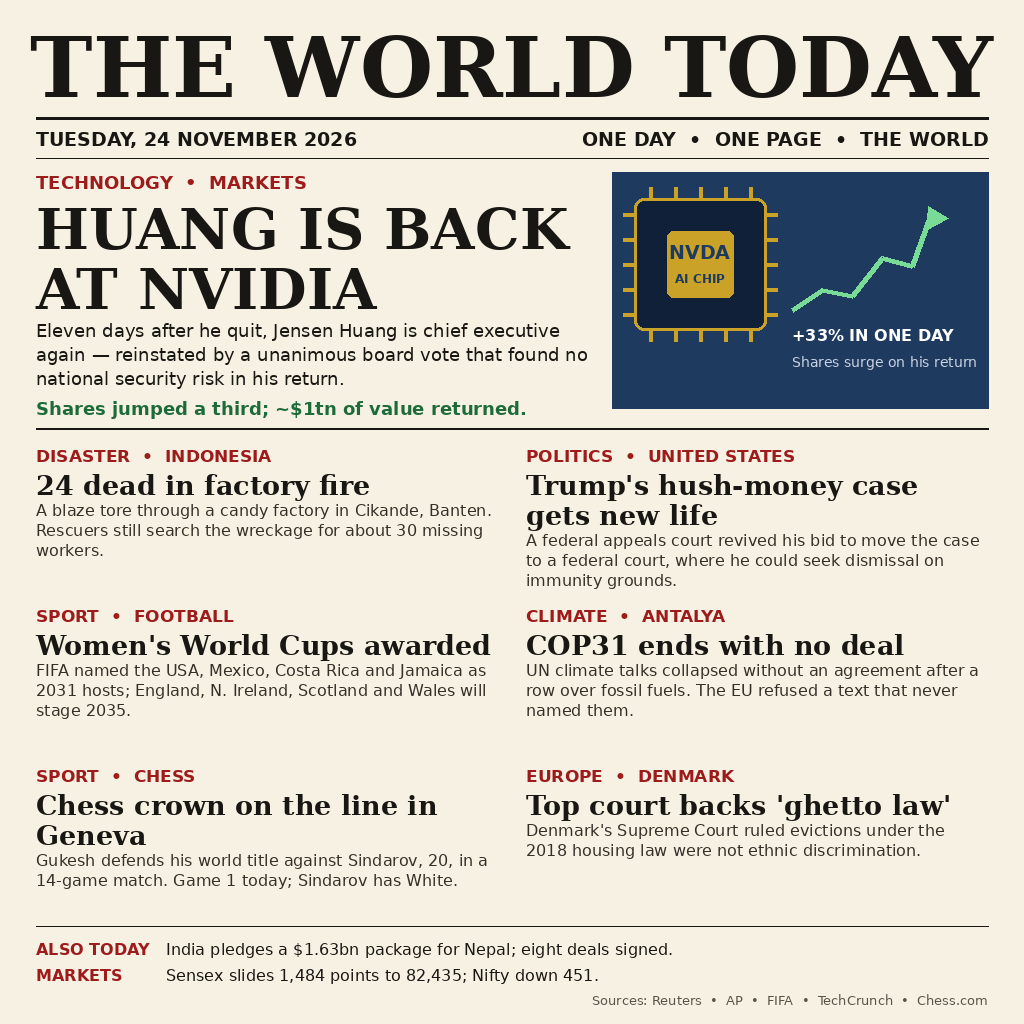 THE WORLD TODAY
TUESDAY, 24 NOVEMBER 2026
ONE DAY • ONE PAGE • THE WORLD
TECHNOLOGY • MARKETS
HUANG IS BACK
AT NVIDIA
Eleven days after he quit, Jensen Huang is chief executive
again — reinstated by a unanimous board vote that found no
national security risk in his return.
Shares jumped a third; ~$1tn of value returned.
NVDA
AI CHIP
+33% IN ONE DAY
Shares surge on his return
DISASTER • INDONESIA
24 dead in factory fire
A blaze tore through a candy factory in Cikande, Banten.
Rescuers still search the wreckage for about 30 missing
workers.
POLITICS • UNITED STATES
Trump's hush-money case
gets new life
A federal appeals court revived his bid to move the case
to a federal court, where he could seek dismissal on
immunity grounds.
SPORT • FOOTBALL
Women's World Cups awarded
FIFA named the USA, Mexico, Costa Rica and Jamaica as
2031 hosts; England, N. Ireland, Scotland and Wales will
stage 2035.
CLIMATE • ANTALYA
COP31 ends with no deal
UN climate talks collapsed without an agreement after a
row over fossil fuels. The EU refused a text that never
named them.
SPORT • CHESS
Chess crown on the line in
Geneva
Gukesh defends his world title against Sindarov, 20, in a
14-game match. Game 1 today; Sindarov has White.
EUROPE • DENMARK
Top court backs 'ghetto law'
Denmark's Supreme Court ruled evictions under the
2018 housing law were not ethnic discrimination.
ALSO TODAY India pledges a $1.63bn package for Nepal; eight deals signed.
MARKETS Sensex slides 1,484 points to 82,435; Nifty down 451.
Sources: Reuters • AP • FIFA • TechCrunch • Chess.com